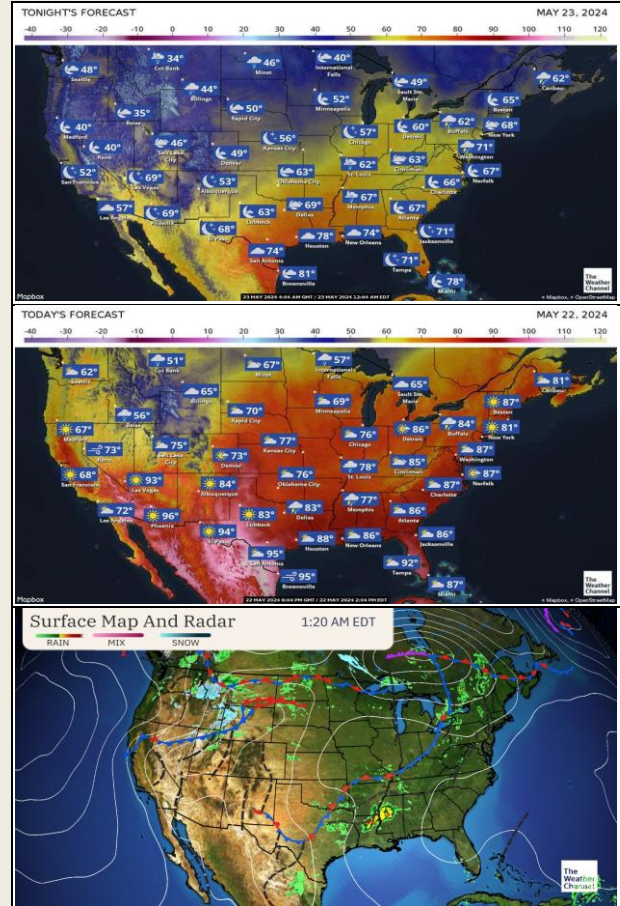 TONIGHT'S FORECAST MAY 23, 2024
-40 -30 -20 -10 0 10 20 30 40 50 60 70 80 90 100 110 120
48° Seattle
34° Cut Bank
46° Minot
40° International Falls
44° Billings
49° Sault Ste. Marie
62° Caribou
35° Boise
50° Rapid City
52° Minneapolis
65° Boston
40° Medford
62° Buffalo
68° New York
40° Reno
46° Salt Lake City
56° Kansas City
57° Chicago
60° Detroit
71° Washington
49° Denver
52° San Francisco
69° Las Vegas
53° Albuquerque
63° Oklahoma City
62° St. Louis
63° Cincinnati
67° Norfolk
66° Charlotte
57° Los Angeles
69° Phoenix
63° Lubbock
69° Dallas
67° Memphis
67° Atlanta
68° El Paso
78° Houston
74° New Orleans
71° Jacksonville
74° San Antonio
71° Tampa
81° Brownsville
78° Miami
The Weather Channel
Mapbox
23 MAY 2024 4:04 AM GMT / 23 MAY 2024 12:04 AM EDT
© Mapbox, © OpenStreetMap
TODAY'S FORECAST MAY 22, 2024
-40 -30 -20 -10 0 10 20 30 40 50 60 70 80 90 100 110 120
62° Seattle
51° Cut Bank
67° Minot
57° International Falls
65° Billings
65° Sault Ste. Marie
81° Caribou
56° Boise
70° Rapid City
69° Minneapolis
87° Boston
67° Medford
84° Buffalo
81° New York
73° Reno
75° Salt Lake City
77° Kansas City
76° Chicago
86° Detroit
87° Washington
73° Denver
68° San Francisco
93° Las Vegas
84° Albuquerque
76° Oklahoma City
78° St. Louis
85° Cincinnati
87° Norfolk
87° Charlotte
72° Los Angeles
96° Phoenix
83° Lubbock
83° Dallas
77° Memphis
86° Atlanta
94° El Paso
88° Houston
86° New Orleans
86° Jacksonville
95° San Antonio
92° Tampa
95° Brownsville
87° Miami
The Weather Channel
Mapbox
22 MAY 2024 6:04 PM GMT / 22 MAY 2024 2:04 PM EDT
© Mapbox, © OpenStreetMap
Surface Map And Radar 1:20 AM EDT
RAIN MIX SNOW
The Weather Channel